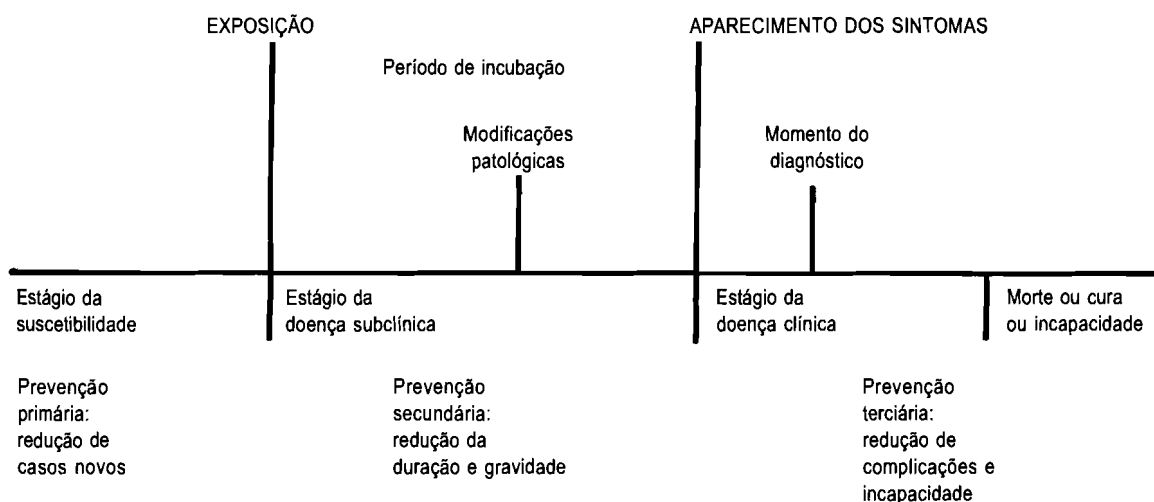 EXPOSIÇÃO
APARECIMENTO DOS SINTOMAS
Período de incubação
Modificações
patológicas
Momento do
diagnóstico
Estágio da
suscetibilidade
Estágio da
doença subclínica
Estágio da
doença clínica
Morte ou cura
ou incapacidade
Prevenção
primária:
redução de
casos novos
Prevenção
secundária:
redução da
duração e gravidade
Prevenção
terciária:
redução de
complicações e
incapacidade